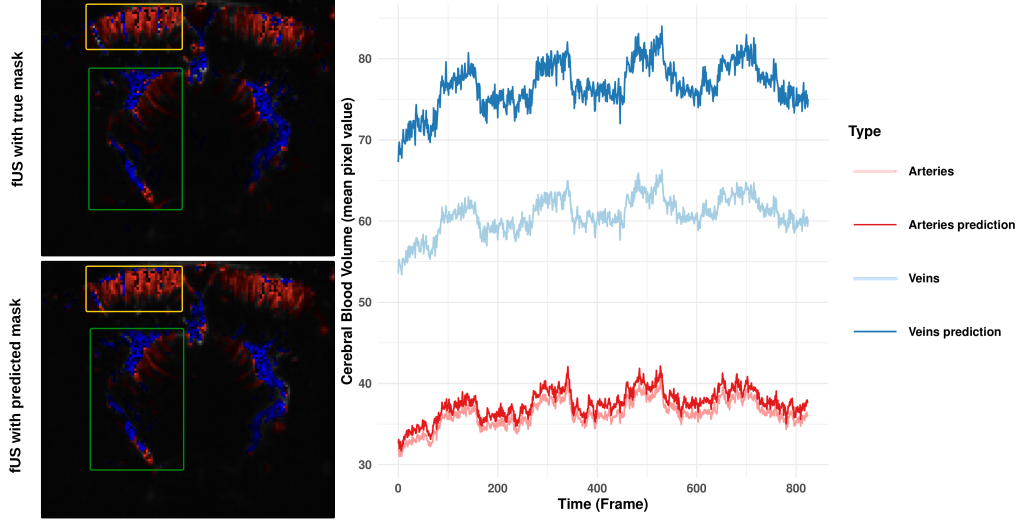 fUS with true mask
fUS with predicted mask
Cerebral Blood Volume (mean pixel value)
80
70
60
50
40
30
0
200
400
600
800
Time (Frame)
Type
Arteries
Arteries prediction
Veins
Veins prediction